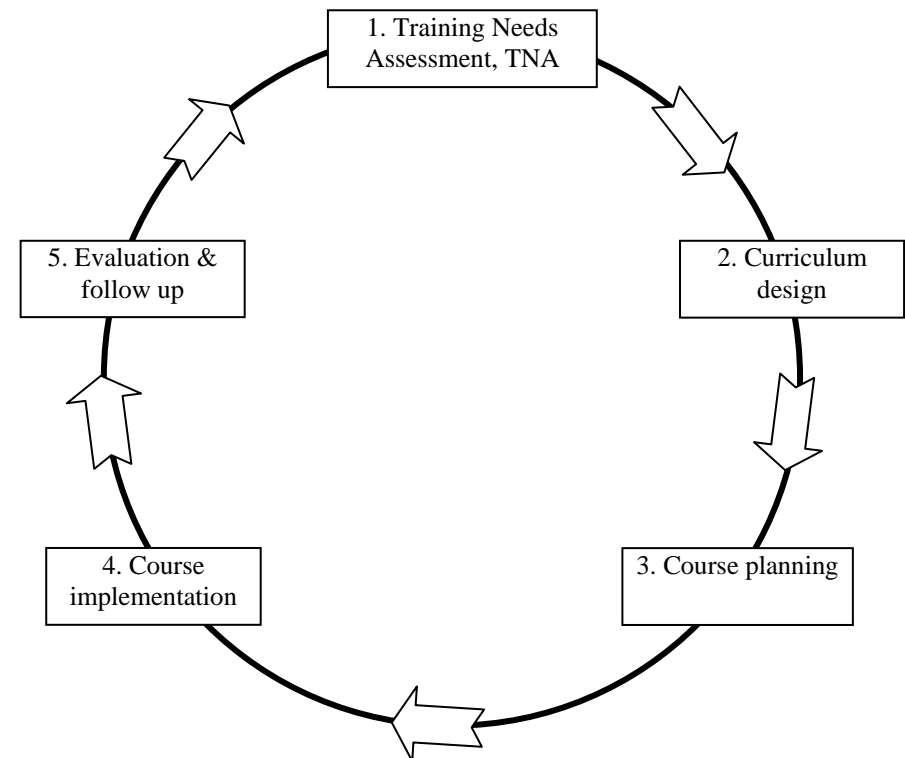 1. Training Needs
Assessment, TNA
2. Curriculum
design
3. Course planning
4. Course
implementation
5. Evaluation &
follow up